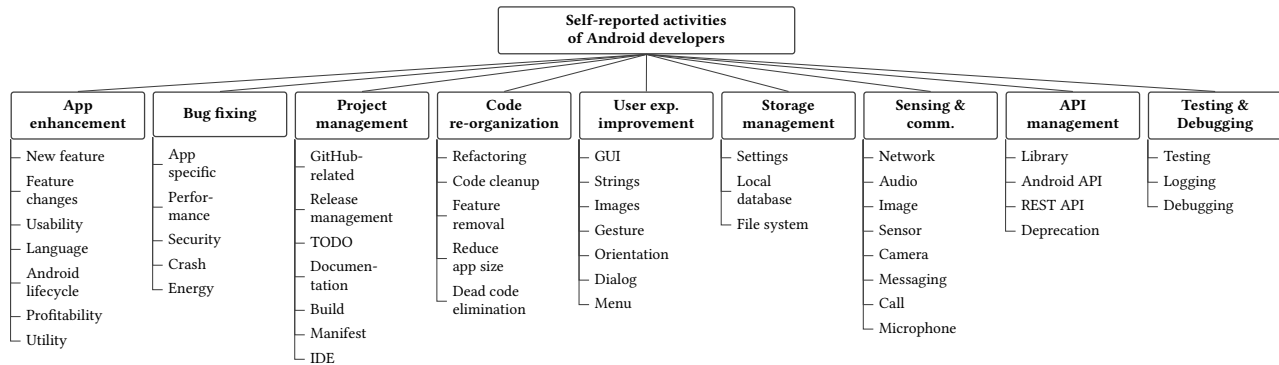 Self-reported activities
of Android developers
App
enhancement
New feature
Feature
changes
Usability
Language
Android
lifecycle
Profitability
Utility
Bug fixing
App
specific
Perfor-
mance
Security
Crash
Energy
Project
management
GitHub-
related
Release
management
TODO
Documen-
tation
Build
Manifest
IDE
Code
re-organization
Refactoring
Code cleanup
Feature
removal
Reduce
app size
Dead code
elimination
User exp.
improvement
GUI
Strings
Images
Gesture
Orientation
Dialog
Menu
Storage
management
Settings
Local
database
File system
Sensing &
comm.
Network
Audio
Image
Sensor
Camera
Messaging
Call
Microphone
API
management
Library
Android API
REST API
Deprecation
Testing &
Debugging
Testing
Logging
Debugging